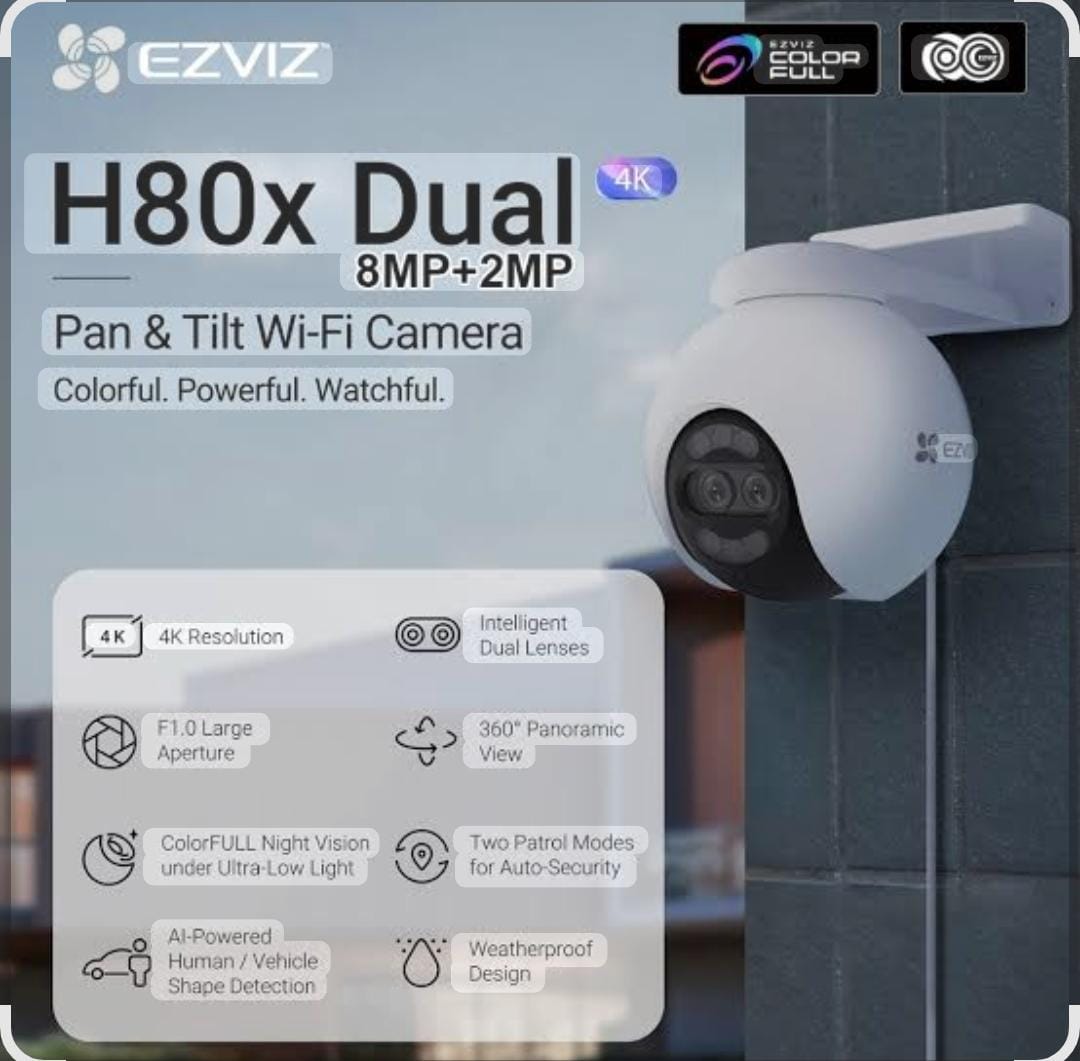 EZVIZ
EZVIZ
COLOR
FULL
H80x Dual
4K
8MP+2MP
Pan & Tilt Wi-Fi Camera
Colorful. Powerful. Watchful.
4K
4K Resolution
Intelligent
Dual Lenses
F1.0 Large
Aperture
360° Panoramic
View
ColorFULL Night Vision
under Ultra-Low Light
Two Patrol Modes
for Auto-Security
AI-Powered
Human / Vehicle
Shape Detection
Weatherproof
Design